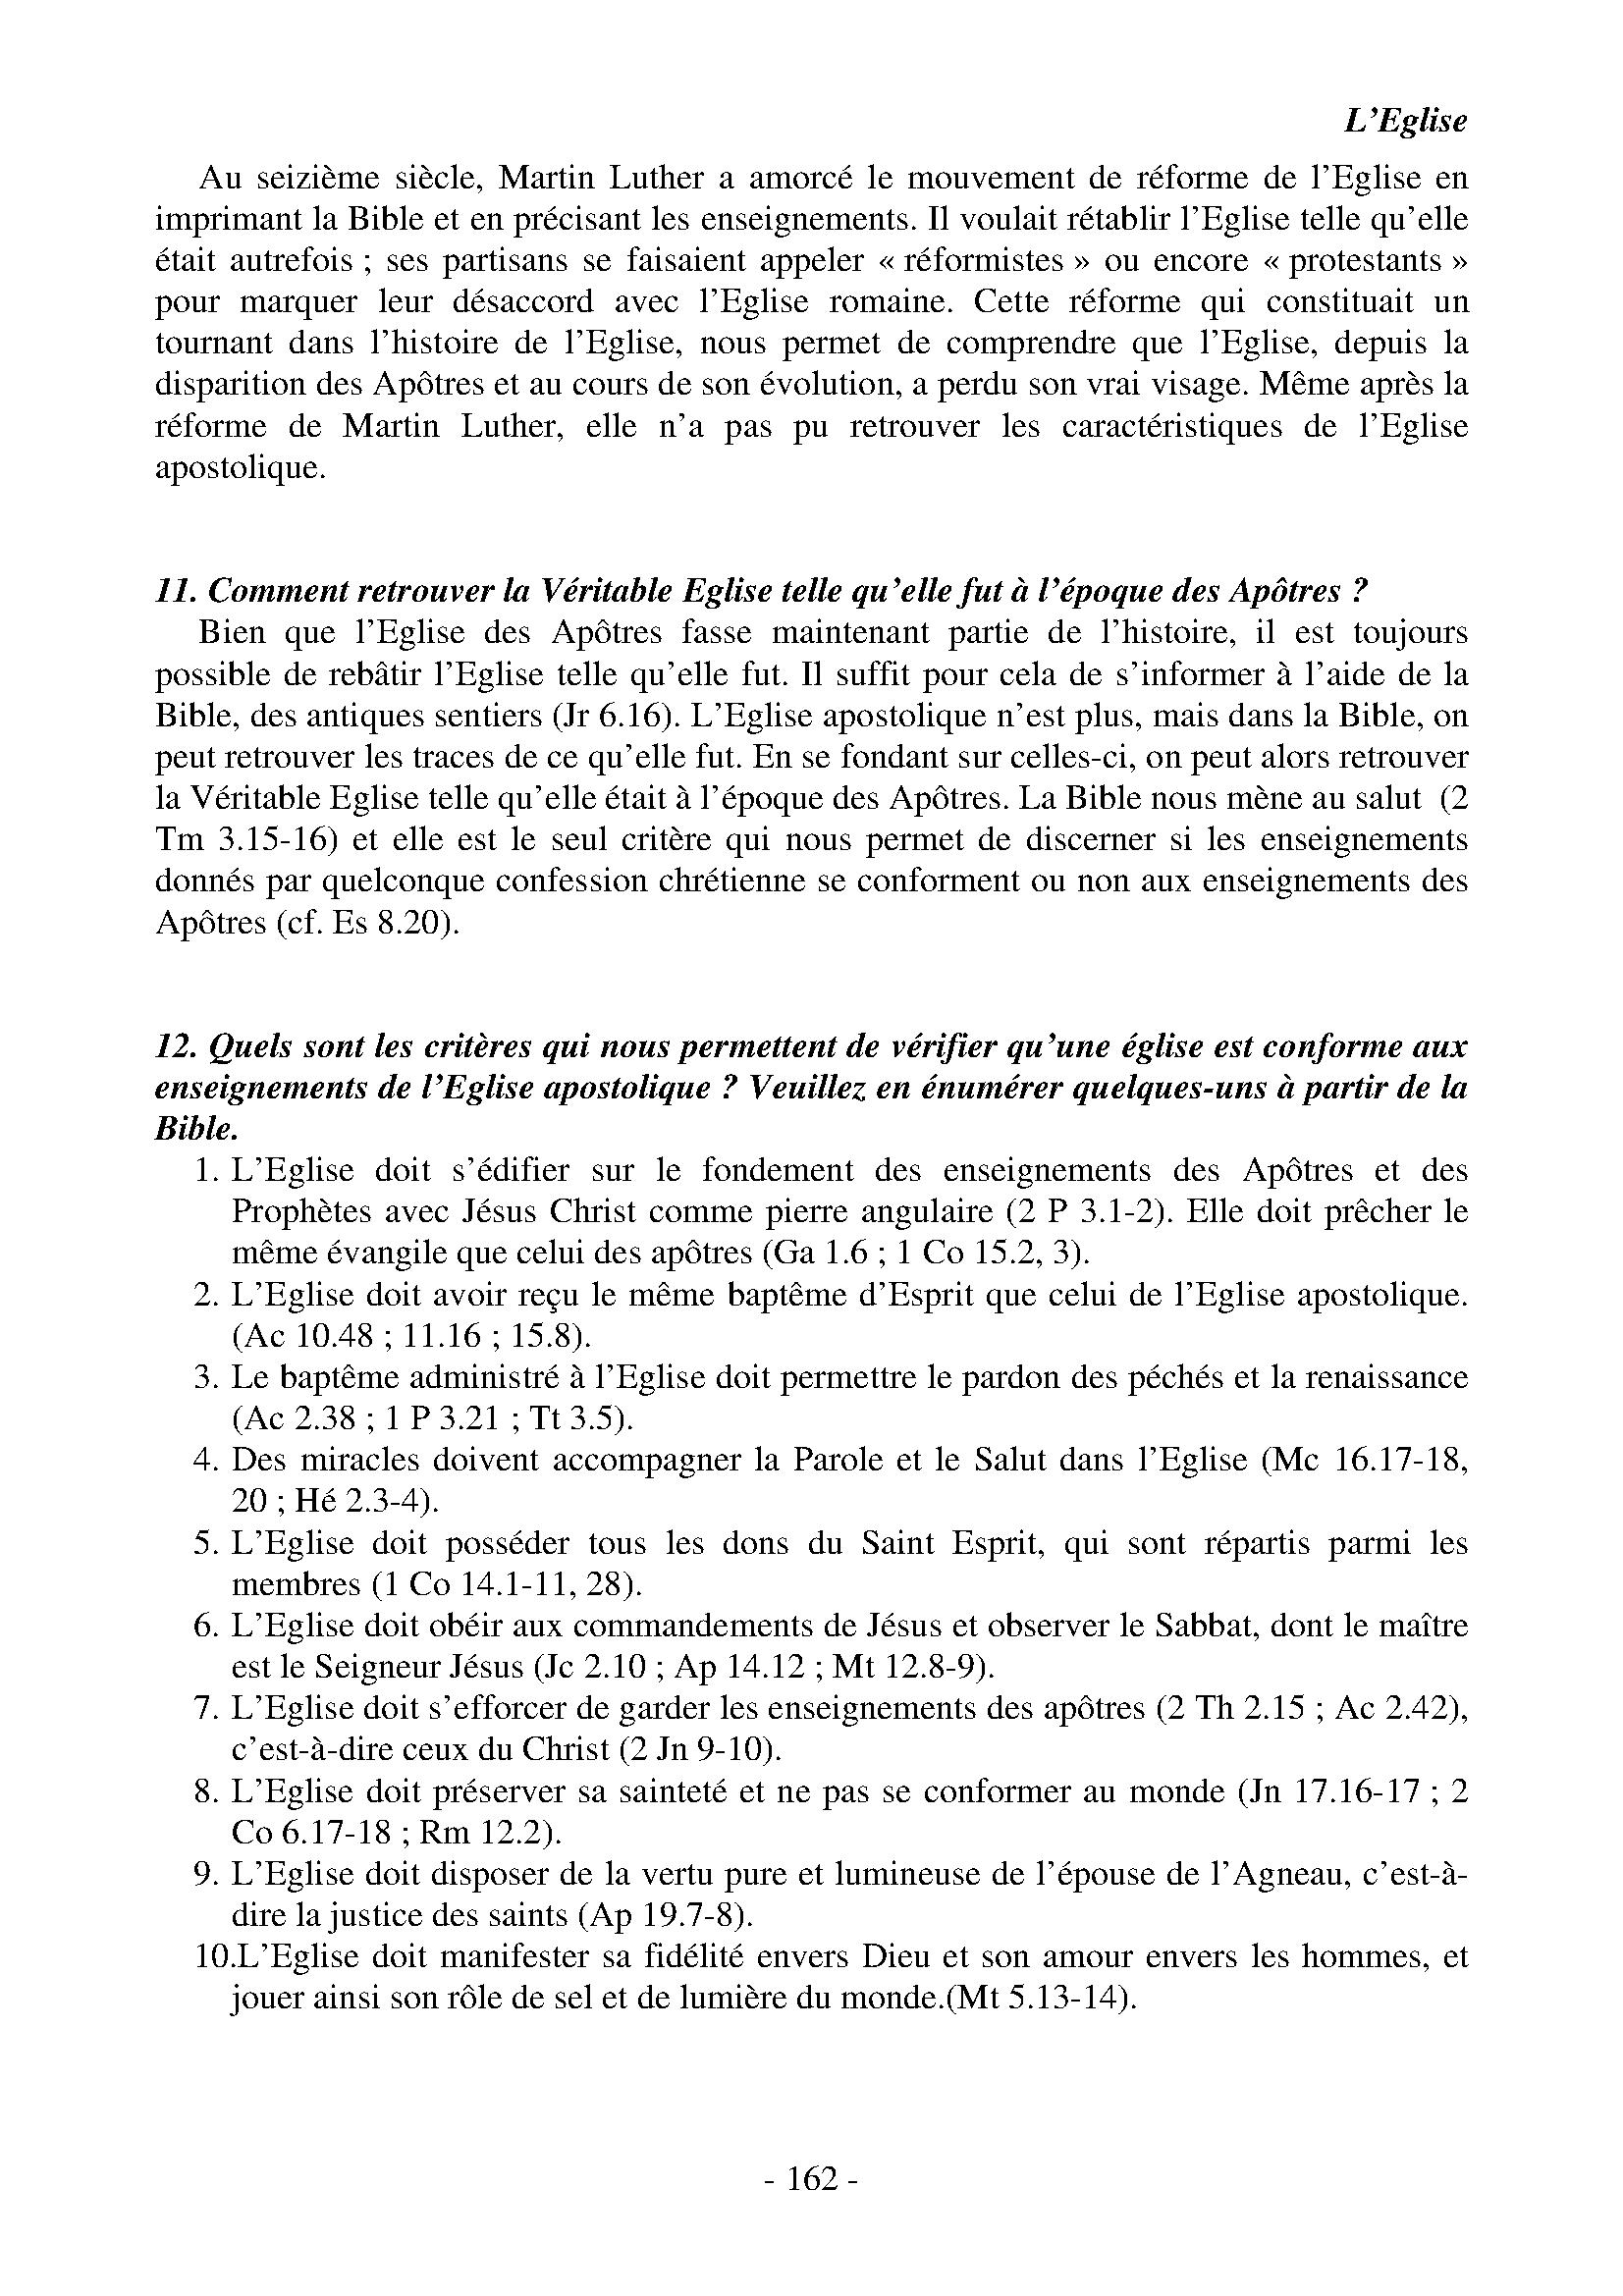 L’Eglise
Au seizième siècle, Martin Luther a amorcé le mouvement de réforme de l’Eglise en
imprimant la Bible et en précisant les enseignements. Il voulait rétablir l’Eglise telle qu’elle
était autrefois ; ses partisans se faisaient appeler « réformistes » ou encore « protestants »
pour marquer leur désaccord avec l’Eglise romaine. Cette réforme qui constituait un
tournant dans l’histoire de l’Eglise, nous permet de comprendre que l’Eglise, depuis la
disparition des Apôtres et au cours de son évolution, a perdu son vrai visage. Même après la
réforme de Martin Luther, elle n’a pas pu retrouver les caractéristiques de l’Eglise
apostolique.
11. Comment retrouver la Véritable Eglise telle qu’elle fut à l’époque des Apôtres ?
Bien que l’Eglise des Apôtres fasse maintenant partie de l’histoire, il est toujours
possible de rebâtir l’Eglise telle qu’elle fut. Il suffit pour cela de s’informer à l’aide de la
Bible, des antiques sentiers (Jr 6.16). L’Eglise apostolique n’est plus, mais dans la Bible, on
peut retrouver les traces de ce qu’elle fut. En se fondant sur celles-ci, on peut alors retrouver
la Véritable Eglise telle qu’elle était à l’époque des Apôtres. La Bible nous mène au salut (2
Tm 3.15-16) et elle est le seul critère qui nous permet de discerner si les enseignements
donnés par quelconque confession chrétienne se conforment ou non aux enseignements des
Apôtres (cf. Es 8.20).
12. Quels sont les critères qui nous permettent de vérifier qu’une église est conforme aux
enseignements de l’Eglise apostolique ? Veuillez en énumérer quelques-uns à partir de la
Bible.
1. L’Eglise doit s’édifier sur le fondement des enseignements des Apôtres et des
Prophètes avec Jésus Christ comme pierre angulaire (2 P 3.1-2). Elle doit prêcher le
même évangile que celui des apôtres (Ga 1.6 ; 1 Co 15.2, 3).
2. L’Eglise doit avoir reçu le même baptême d’Esprit que celui de l’Eglise apostolique.
(Ac 10.48 ; 11.16 ; 15.8).
3. Le baptême administré à l’Eglise doit permettre le pardon des péchés et la renaissance
(Ac 2.38 ; 1 P 3.21 ; Tt 3.5).
4. Des miracles doivent accompagner la Parole et le Salut dans l’Eglise (Mc 16.17-18,
20 ; Hé 2.3-4).
5. L’Eglise doit posséder tous les dons du Saint Esprit, qui sont répartis parmi les
membres (1 Co 14.1-11, 28).
6. L’Eglise doit obéir aux commandements de Jésus et observer le Sabbat, dont le maître
est le Seigneur Jésus (Jc 2.10 ; Ap 14.12 ; Mt 12.8-9).
7. L’Eglise doit s’efforcer de garder les enseignements des apôtres (2 Th 2.15 ; Ac 2.42),
c’est-à-dire ceux du Christ (2 Jn 9-10).
8. L’Eglise doit préserver sa sainteté et ne pas se conformer au monde (Jn 17.16-17 ; 2
Co 6.17-18 ; Rm 12.2).
9. L’Eglise doit disposer de la vertu pure et lumineuse de l’épouse de l’Agneau, c’est-à-
dire la justice des saints (Ap 19.7-8).
10.L’Eglise doit manifester sa fidélité envers Dieu et son amour envers les hommes, et
jouer ainsi son rôle de sel et de lumière du monde.(Mt 5.13-14).
- 162 -